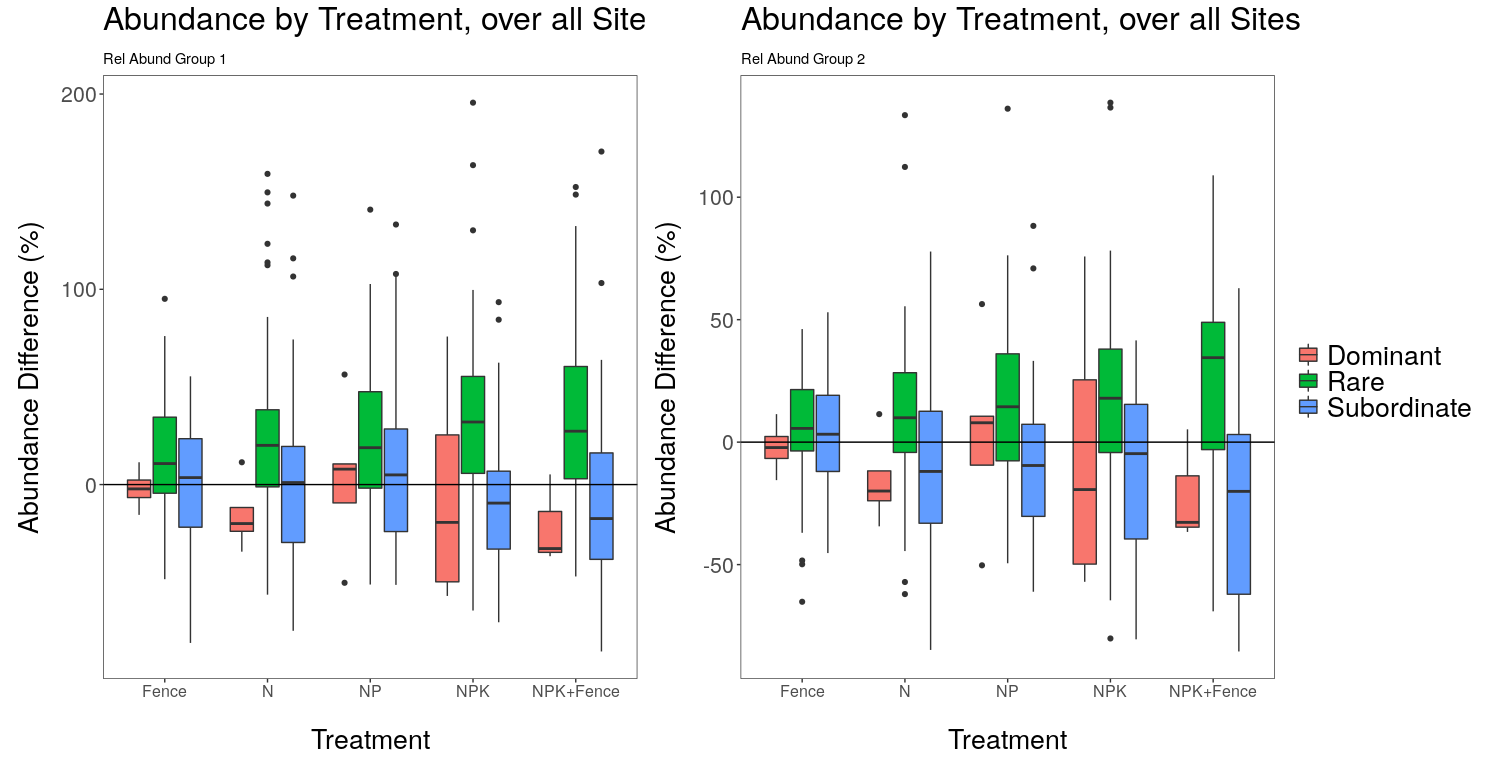 Abundance by Treatment, over all Site
Rel Abund Group 1
Abundance Difference (%)
200
100
0
Fence N NP NPK NPK+Fence
Treatment
Abundance by Treatment, over all Sites
Rel Abund Group 2
Abundance Difference (%)
100
50
0
-50
Fence N NP NPK NPK+Fence
Treatment
Dominant
Rare
Subordinate